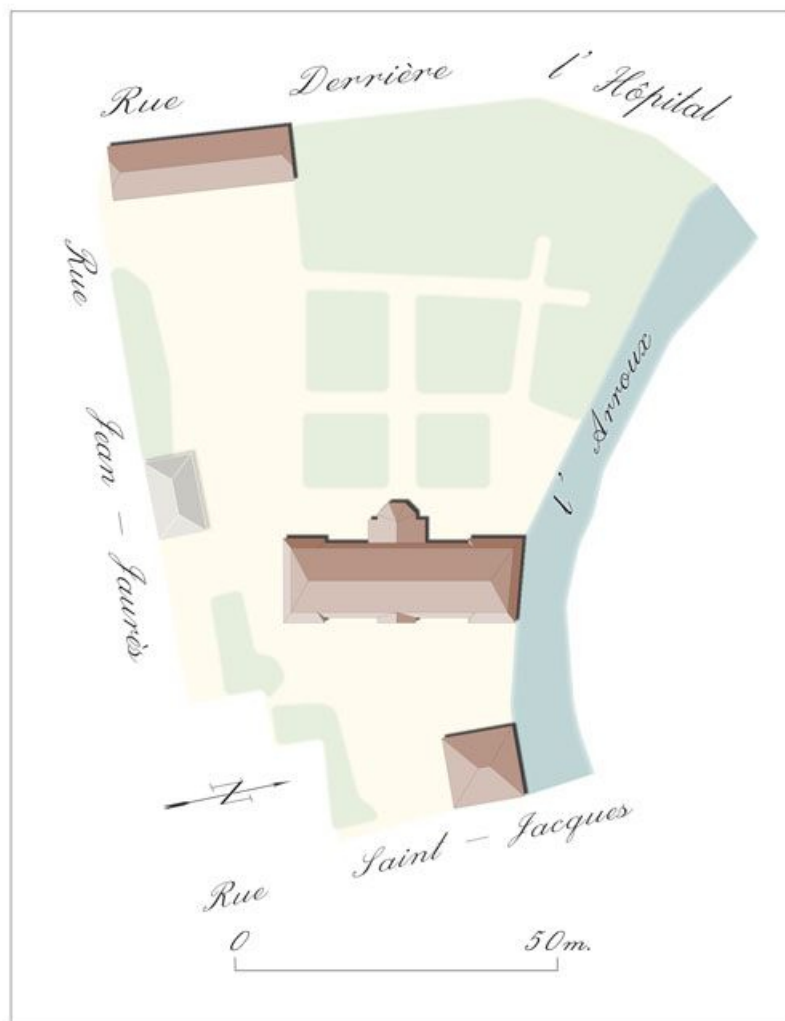 Rue Derrière l' Hôpital
Rue Jean - Jaurès
l' Arroux
N
Rue Saint - Jacques
0 50m.